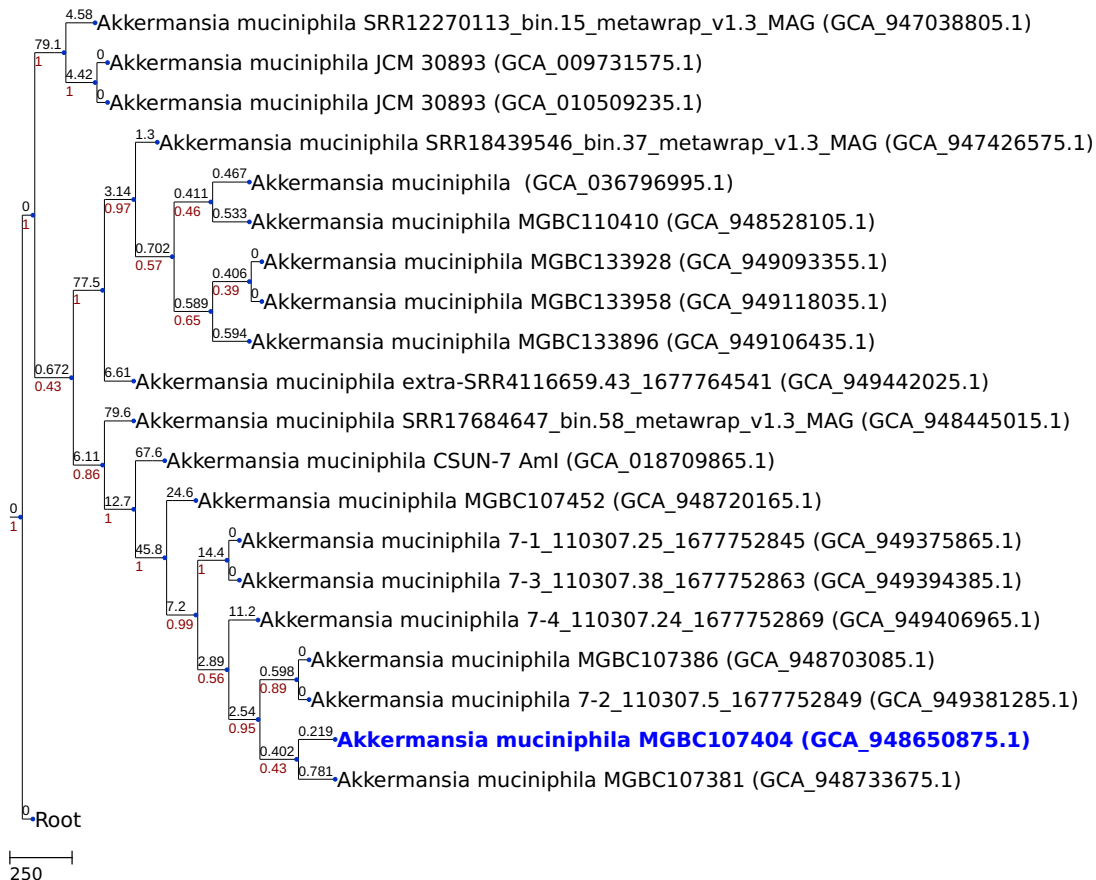 4.58
Akkermansia muciniphila SRR12270113_bin.15_metawrap_v1.3_MAG (GCA_947038805.1)
79.1
1
0
Akkermansia muciniphila JCM 30893 (GCA_009731575.1)
4.42
1
0
Akkermansia muciniphila JCM 30893 (GCA_010509235.1)
1.3
Akkermansia muciniphila SRR18439546_bin.37_metawrap_v1.3_MAG (GCA_947426575.1)
0.467
Akkermansia muciniphila  (GCA_036796995.1)
3.14
0.97
0.411
0.46
0
1
0.533
Akkermansia muciniphila MGBC110410 (GCA_948528105.1)
0.702
0.57
0
Akkermansia muciniphila MGBC133928 (GCA_949093355.1)
0.406
0.39
77.5
1
0
Akkermansia muciniphila MGBC133958 (GCA_949118035.1)
0.589
0.65
0.594
Akkermansia muciniphila MGBC133896 (GCA_949106435.1)
0.672
0.43
6.61
Akkermansia muciniphila extra-SRR4116659.43_1677764541 (GCA_949442025.1)
79.6
Akkermansia muciniphila SRR17684647_bin.58_metawrap_v1.3_MAG (GCA_948445015.1)
6.11
0.86
67.6
Akkermansia muciniphila CSUN-7 AmI (GCA_018709865.1)
24.6
Akkermansia muciniphila MGBC107452 (GCA_948720165.1)
0
1
12.7
1
0
Akkermansia muciniphila 7-1_110307.25_1677752845 (GCA_949375865.1)
45.8
1
14.4
1
0
Akkermansia muciniphila 7-3_110307.38_1677752863 (GCA_949394385.1)
7.2
0.99
11.2
Akkermansia muciniphila 7-4_110307.24_1677752869 (GCA_949406965.1)
2.89
0.56
0
Akkermansia muciniphila MGBC107386 (GCA_948703085.1)
0.598
0.89
0
Akkermansia muciniphila 7-2_110307.5_1677752849 (GCA_949381285.1)
2.54
0.95
0.219
Akkermansia muciniphila MGBC107404 (GCA_948650875.1)
0.402
0.43
0.781
Akkermansia muciniphila MGBC107381 (GCA_948733675.1)
0
Root
250